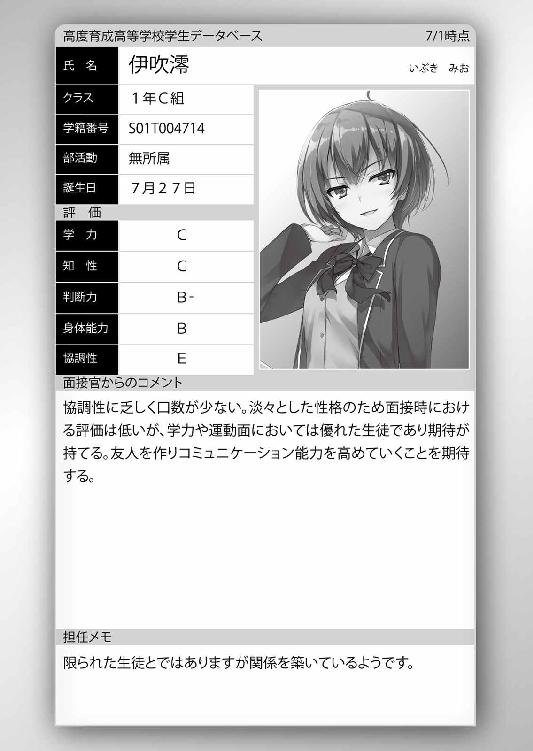 高度育成高等学校学生データベース 7/1時点
氏 名 伊吹澪 いぶき みお
クラス 1年C組
学籍番号 S01T004714
部活動 無所属
誕生日 7月27日
評 価
学 力 C
知 性 C
判断力 B-
身体能力 B
協調性 E
面接官からのコメント
協調性に乏しく口数が少ない。淡々とした性格のため面接時におけ
る評価は低いが、学力や運動面においては優れた生徒であり期待が
持てる。友人を作りコミュニケーション能力を高めていくことを期待
する。
担任メモ
限られた生徒とではありますが関係を築いているようです。